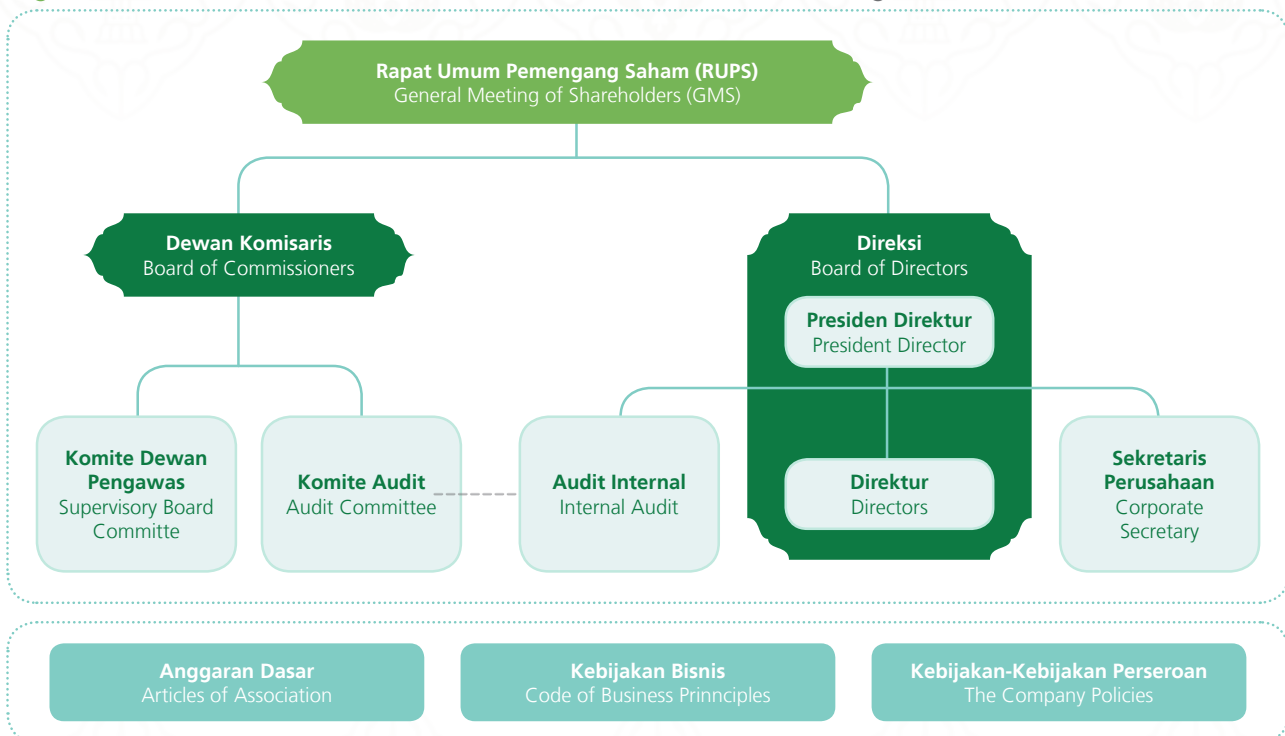 Rapat Umum Pemengang Saham (RUPS)
General Meeting of Shareholders (GMS)
Dewan Komisaris
Board of Commissioners
Direksi
Board of Directors
Presiden Direktur
President Director
Komite Dewan
Pengawas
Supervisory Board
Committe
Komite Audit
Audit Committee
Audit Internal
Internal Audit
Direktur
Directors
Sekretaris
Perusahaan
Corporate
Secretary
Anggaran Dasar
Articles of Association
Kebijakan Bisnis
Code of Business Prinnciples
Kebijakan-Kebijakan Perseroan
The Company Policies